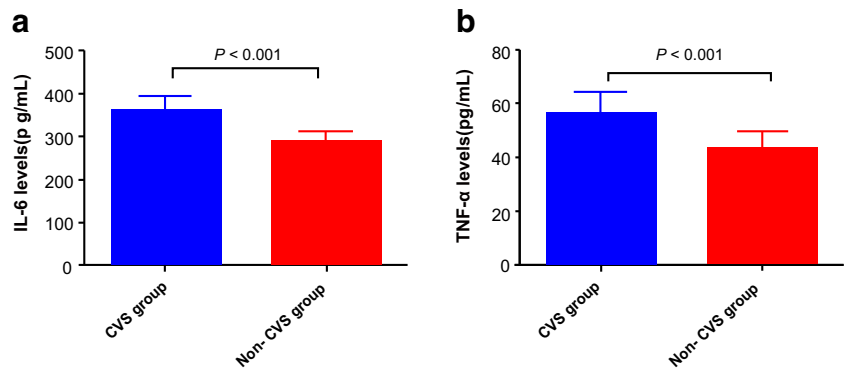 a
P < 0.001
IL-6 levels(p g/mL)
500
400
300
200
100
0
CVS group
Non- CVS group
b
P < 0.001
TNF-α levels(pg/mL)
80
60
40
20
0
CVS group
Non- CVS group